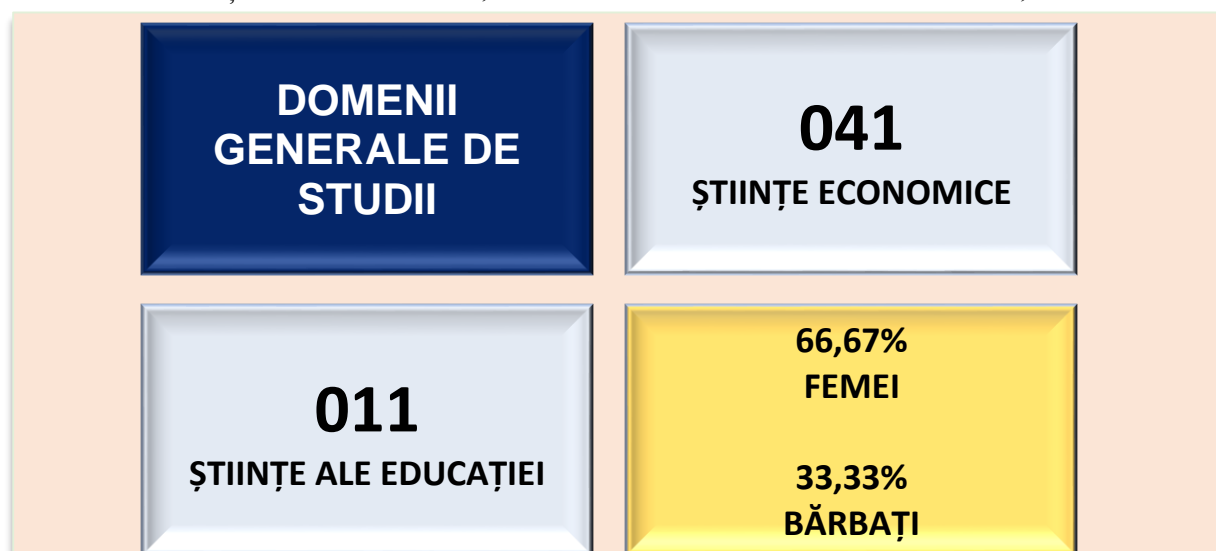 DOMENII
GENERALE DE
STUDII
041
ȘTIINȚE ECONOMICE
011
ȘTIINȚE ALE EDUCAȚIEI
66,67%
FEMEI
33,33%
BĂRBAȚI